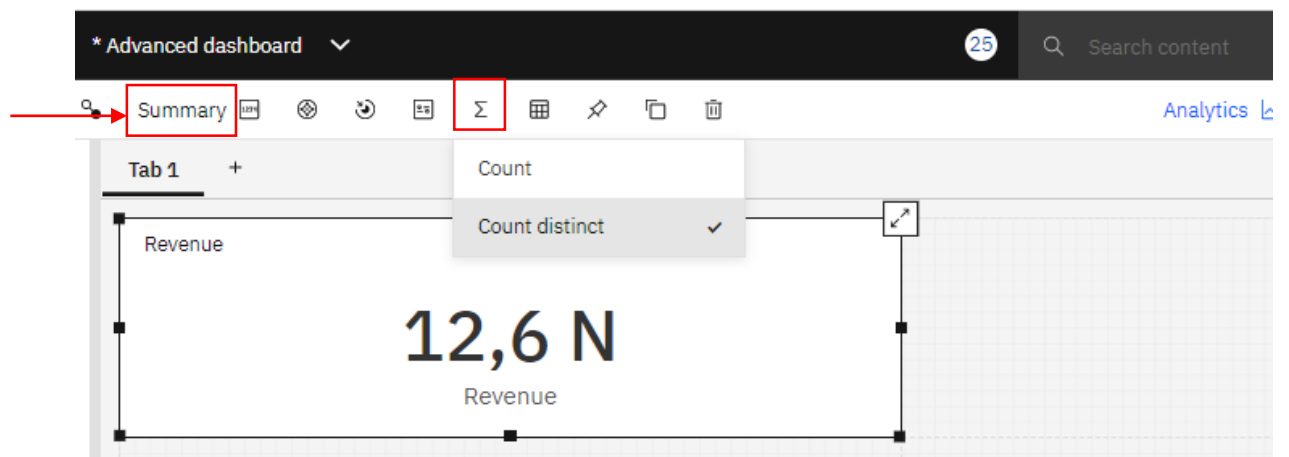 * Advanced dashboard
25
Search content
Summary
Analytics
Tab 1 +
Count
Count distinct
Revenue
12,6 N
Revenue